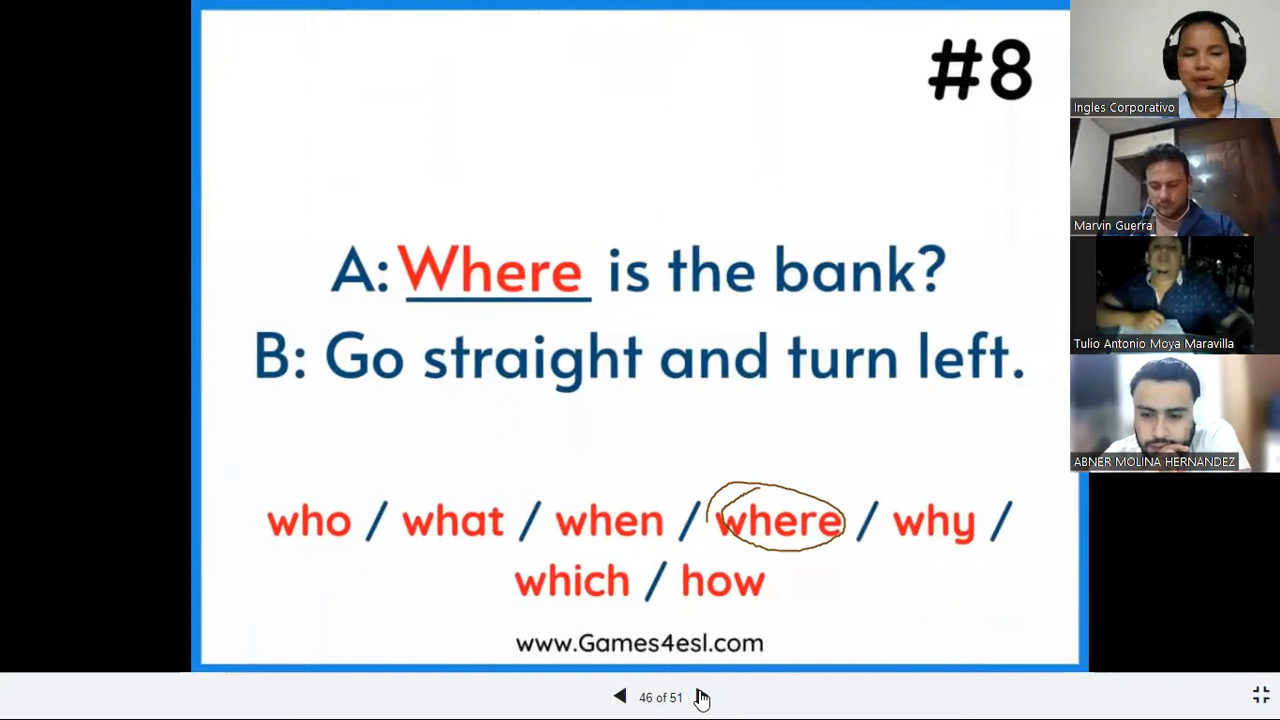 #8
Ingles Corporativo
Marvin Guerra
A: Where is the bank?
B: Go straight and turn left.
Tulio Antonio Moya Maravilla
ABNER MOLINA HERNANDEZ
who / what / when / where / why /
which / how
www.Games4esl.com
46 of 51